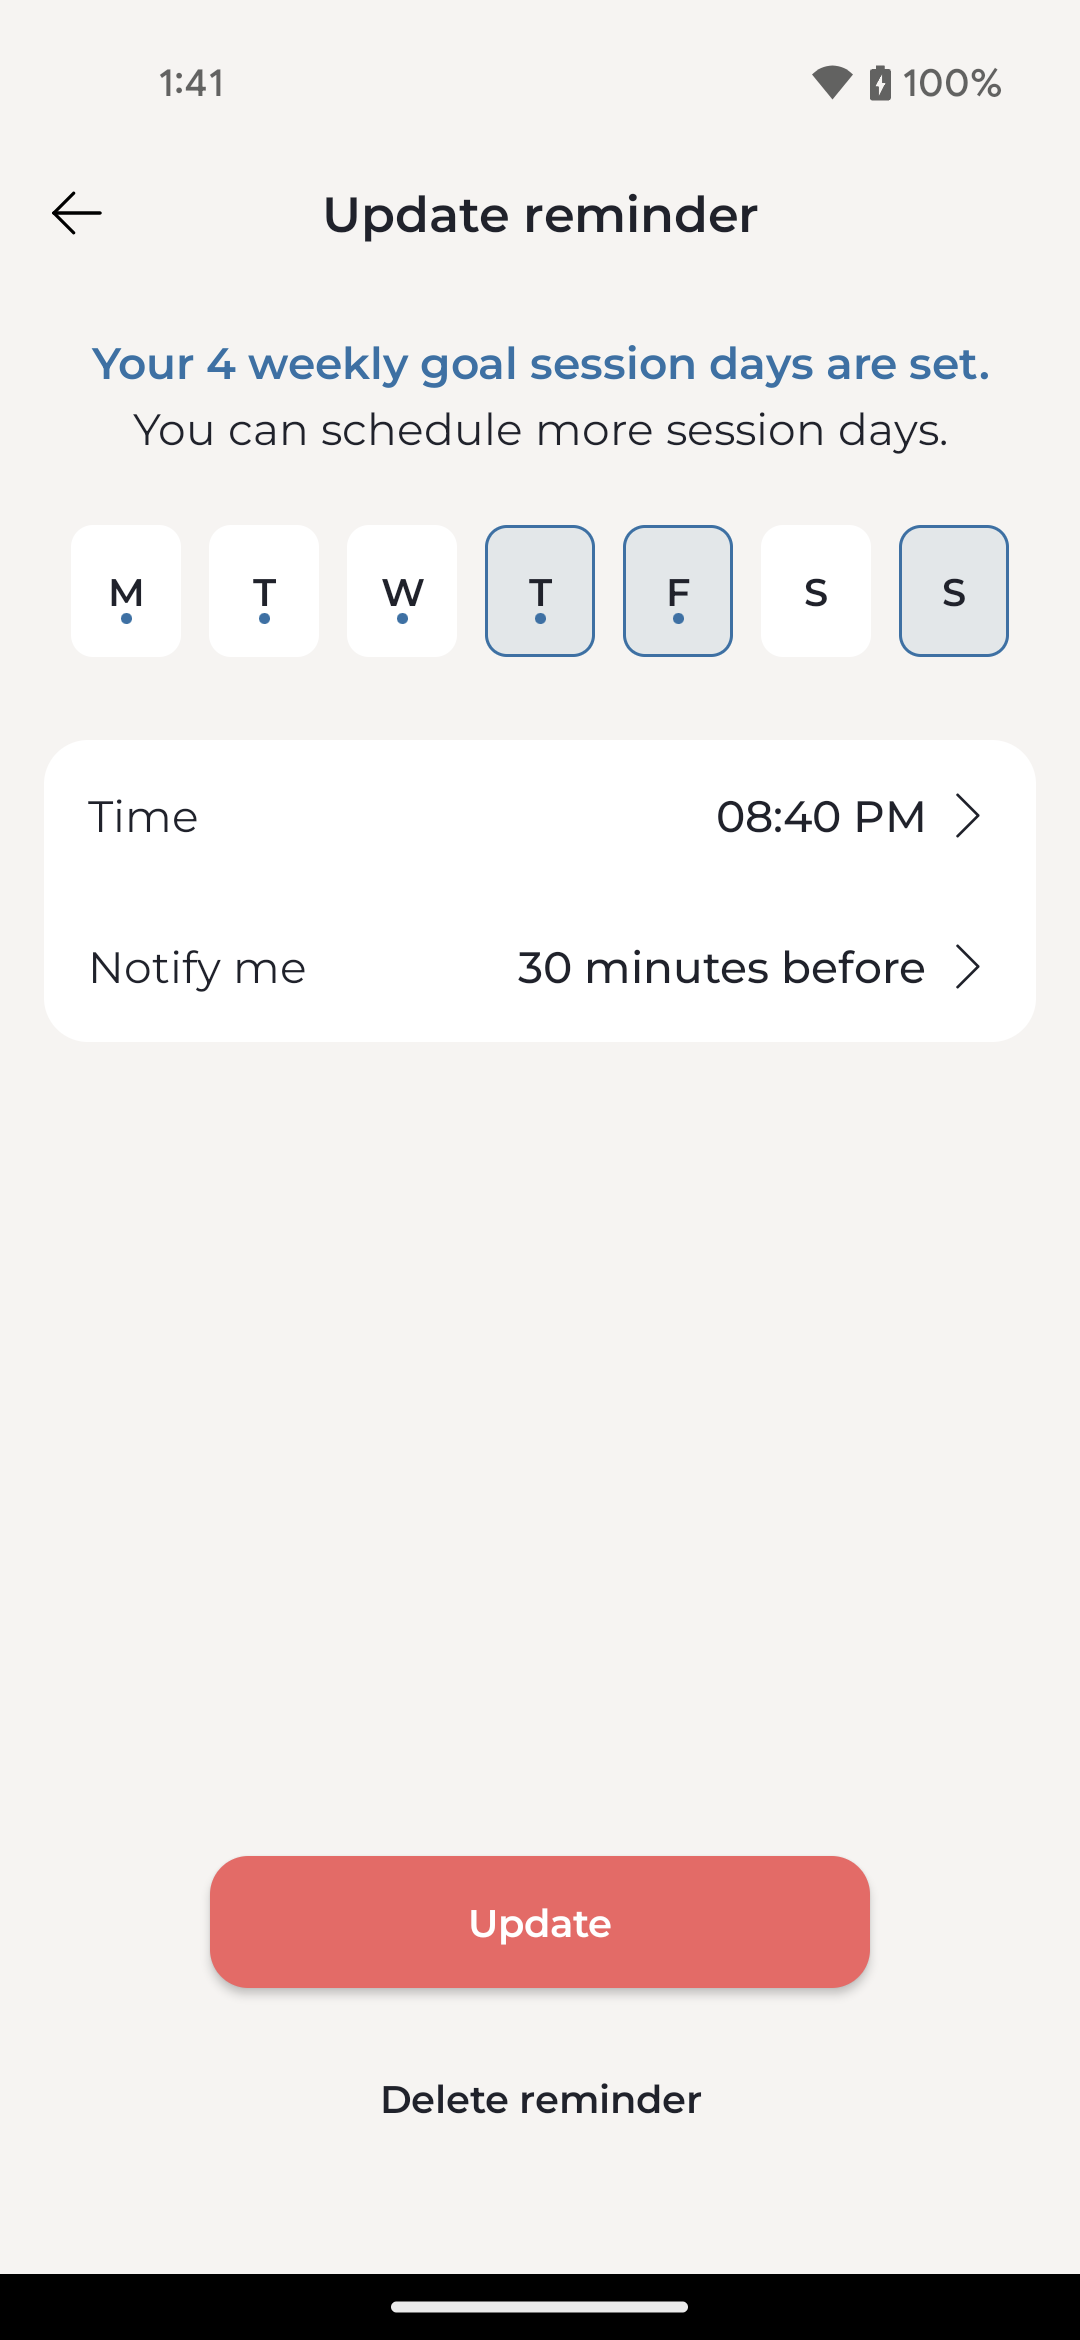 1:41
100%
Update reminder
Your 4 weekly goal session days are set.
You can schedule more session days.
M T W T F S S
Time 08:40 PM
Notify me 30 minutes before
Update
Delete reminder